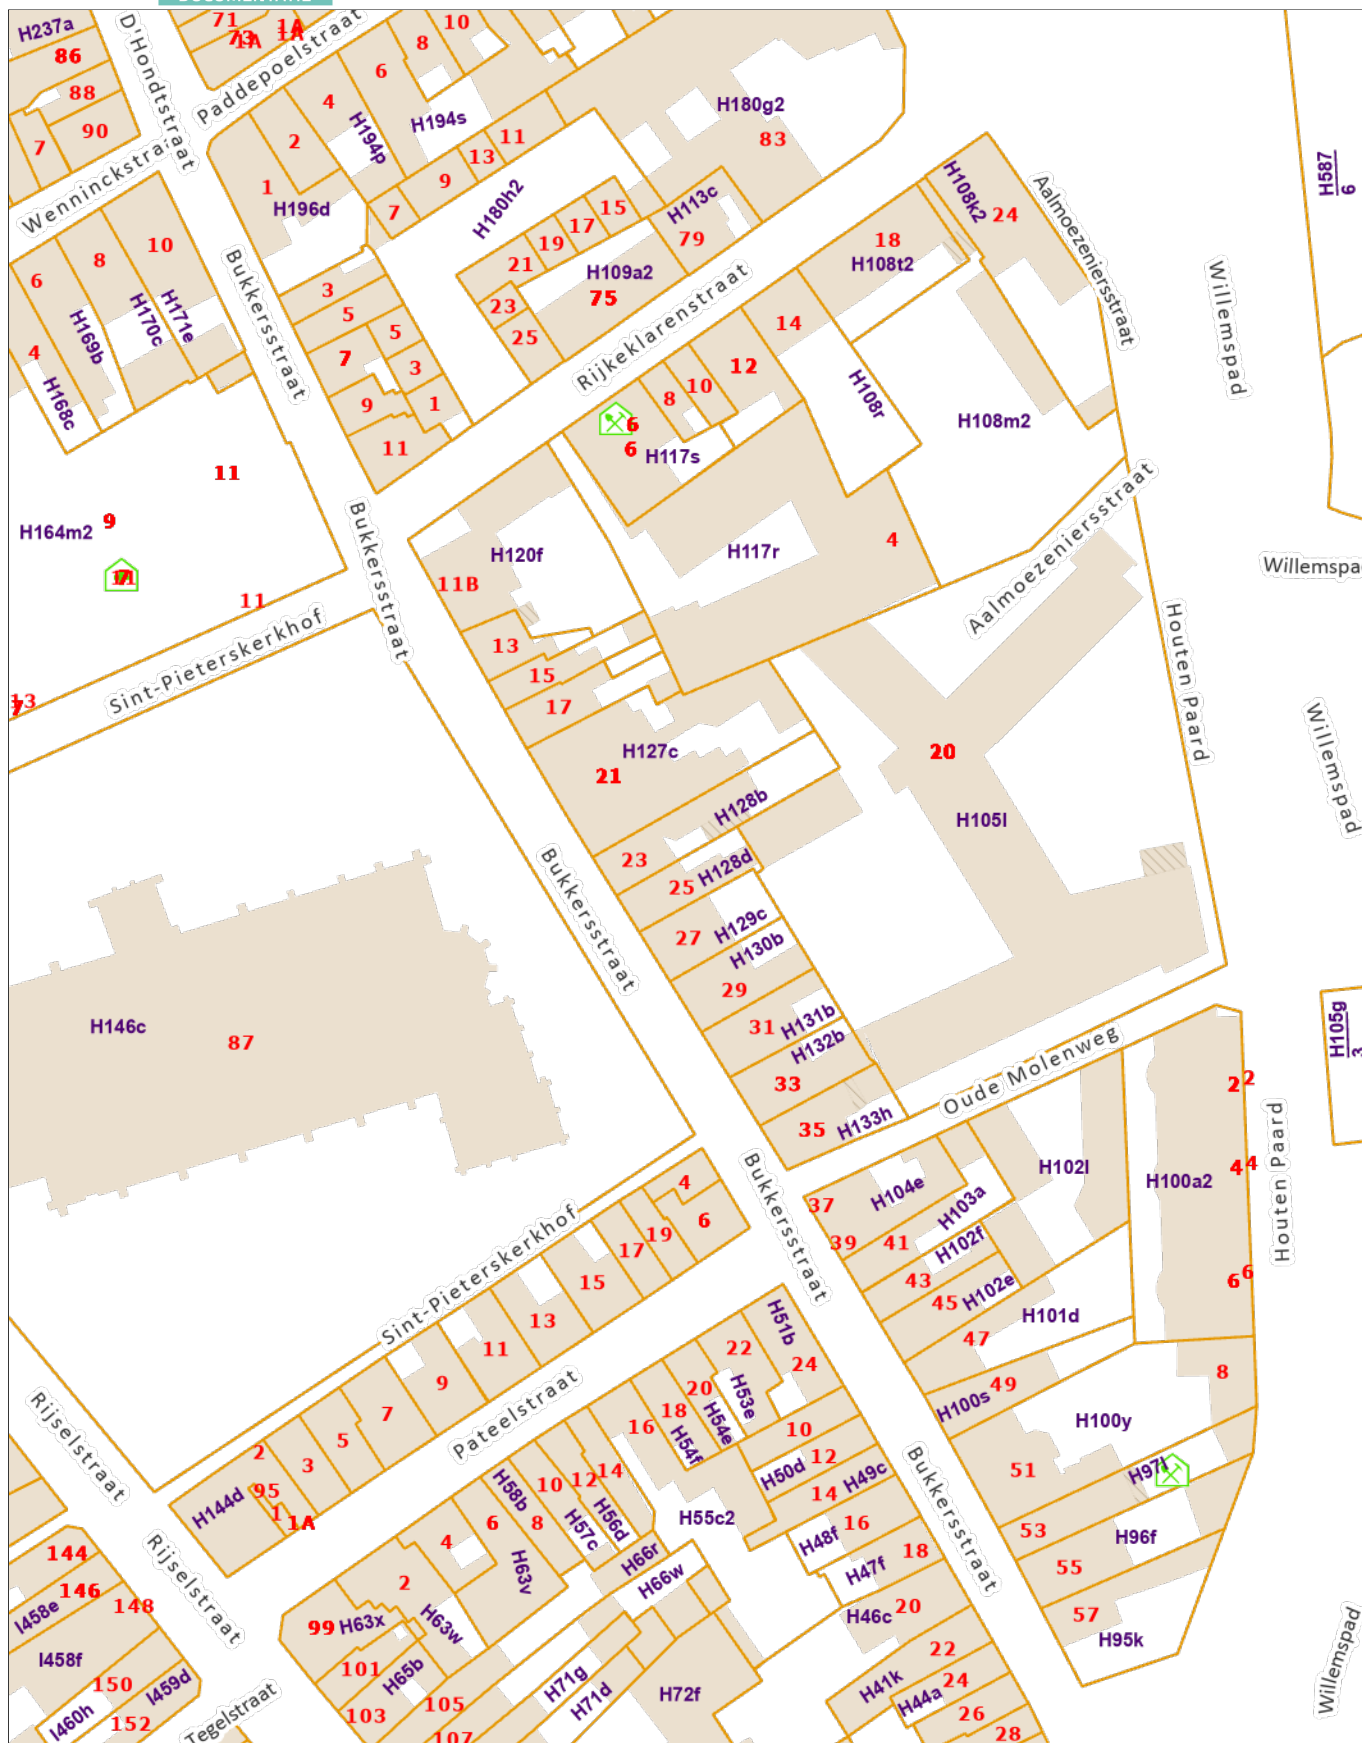 H237a
86
88
7
90
D'Hondtstraat
71
73
1A
1A
Paddepoelstraat
Wenninckstraat
10
8
6
4
2
1
H194p
H194s
H196d
11
13
9
7
H180h2
H180g2
83
15
17
19
21
23
25
H113c
79
H109a2
75
Rijkeklarenstraat
H108k2
24
18
H108t2
Aalmoezeniersstraat
H587
6
Willemspad
6
8
10
4
H168c
H169b
H170c
H171e
Bukkersstraat
3
5
7
9
11
5
3
1
14
12
10
8
6
6
H117s
H108r
H108m2
11
9
H164m2
11
11
Sint-Pieterskerkhof
13
7
Bukkersstraat
H120f
11B
H117r
4
Aalmoezeniersstraat
Houten Paard
Willemspad
13
15
17
H127c
21
20
H105l
H128b
23
H128d
25
H129c
27
H130b
29
H131b
31
H132b
33
H133h
35
H146c
87
Bukkersstraat
Oude Molenweg
H105g
3
2
2
4
4
6
6
Houten Paard
H100a2
H102l
H104e
37
39
H103a
41
H102f
43
H102e
45
47
H101d
49
H100s
H100y
8
51
H97l
53
H96f
55
57
H95k
Willemspad
Bukkersstraat
Sint-Pieterskerkhof
4
6
19
17
15
13
11
9
7
5
3
2
95
1
1A
H144d
Pateelstraat
Rijselstraat
Rijselstraat
H51b
24
22
H53e
20
H54e
18
H54f
16
10
12
H50d
14
H49c
14
12
10
8
H56d
H57c
H58b
6
H63v
4
2
H63w
H63x
99
101
H65b
103
105
107
H55c2
H66r
H66w
H48f
16
H47f
18
H46c
20
22
H41k
24
H44a
26
28
H71g
H71d
H72f
Bukkersstraat
144
146
I458e
148
I458f
150
I459d
I460h
152
Tegelstraat
Willemspad